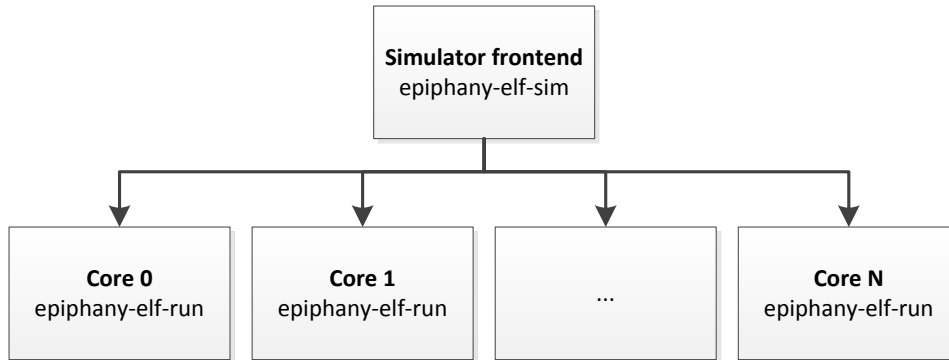 Simulator frontend
epiphany-elf-sim
Core 0
epiphany-elf-run
Core 1
epiphany-elf-run
...
Core N
epiphany-elf-run